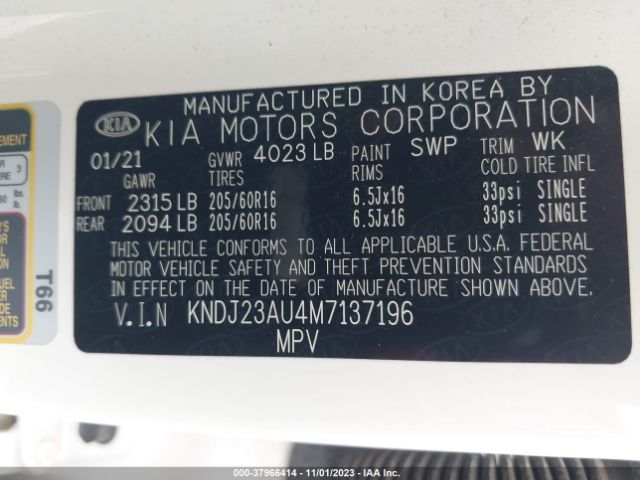 MANUFACTURED IN KOREA BY
KIA KIA MOTORS CORPORATION
01/21 GVWR 4023 LB PAINT SWP TRIM WK
GAWR TIRES RIMS COLD TIRE INFL
FRONT 2315 LB 205/60R16 6.5Jx16 33psi SINGLE
REAR 2094 LB 205/60R16 6.5Jx16 33psi SINGLE
THIS VEHICLE CONFORMS TO ALL APPLICABLE U.S.A. FEDERAL
MOTOR VEHICLE SAFETY AND THEFT PREVENTION STANDARDS
IN EFFECT ON THE DATE OF MANUFACTURE SHOWN ABOVE.
V.I.N KNDJ23AU4M7137196
MPV
T66
000-37966414 - 11/01/2023 - IAA Inc.